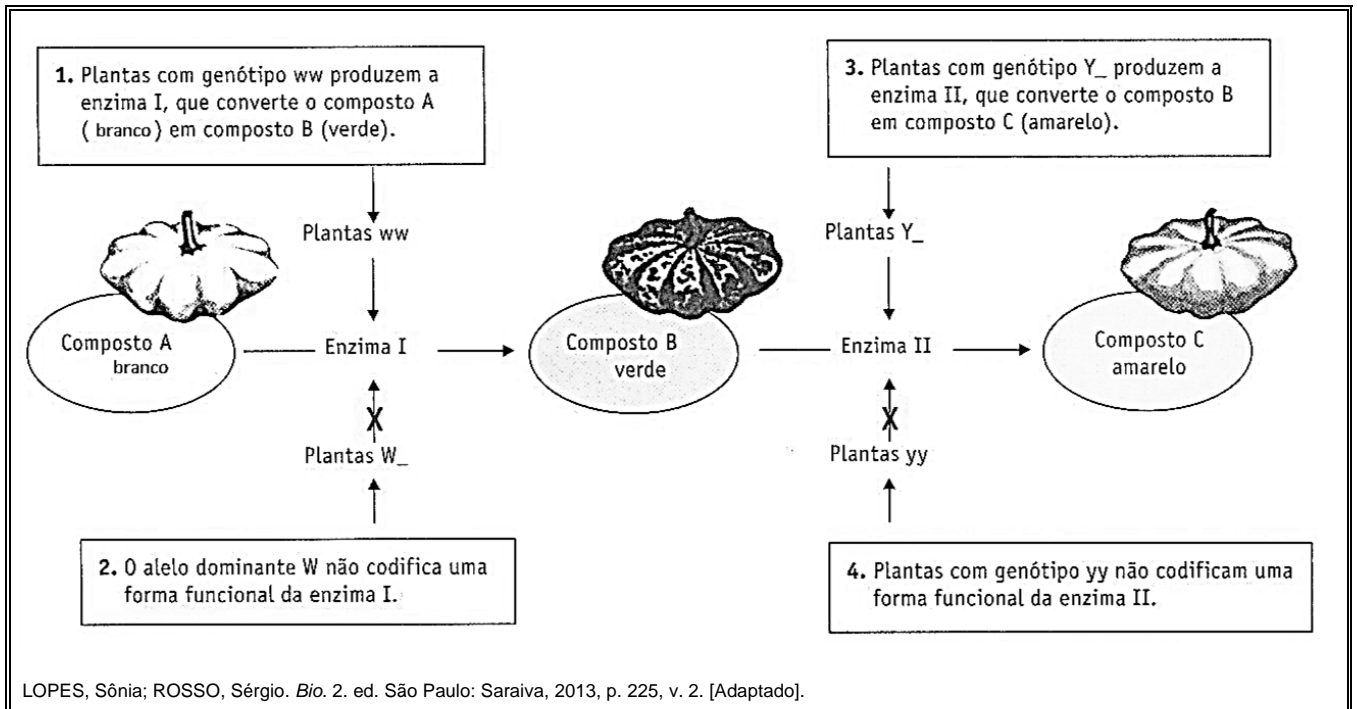 1. Plantas com genótipo ww produzem a
enzima I, que converte o composto A
( branco) em composto B (verde).
3. Plantas com genótipo Y_ produzem a
enzima II, que converte o composto B
em composto C (amarelo).
Plantas ww
Plantas Y_
Composto A
branco
Enzima I
Composto B
verde
Enzima II
Composto C
amarelo
X
X
Plantas W_
Plantas yy
2. O alelo dominante W não codifica uma
forma funcional da enzima I.
4. Plantas com genótipo yy não codificam uma
forma funcional da enzima II.
LOPES, Sônia; ROSSO, Sérgio. Bio. 2. ed. São Paulo: Saraiva, 2013, p. 225, v. 2. [Adaptado].